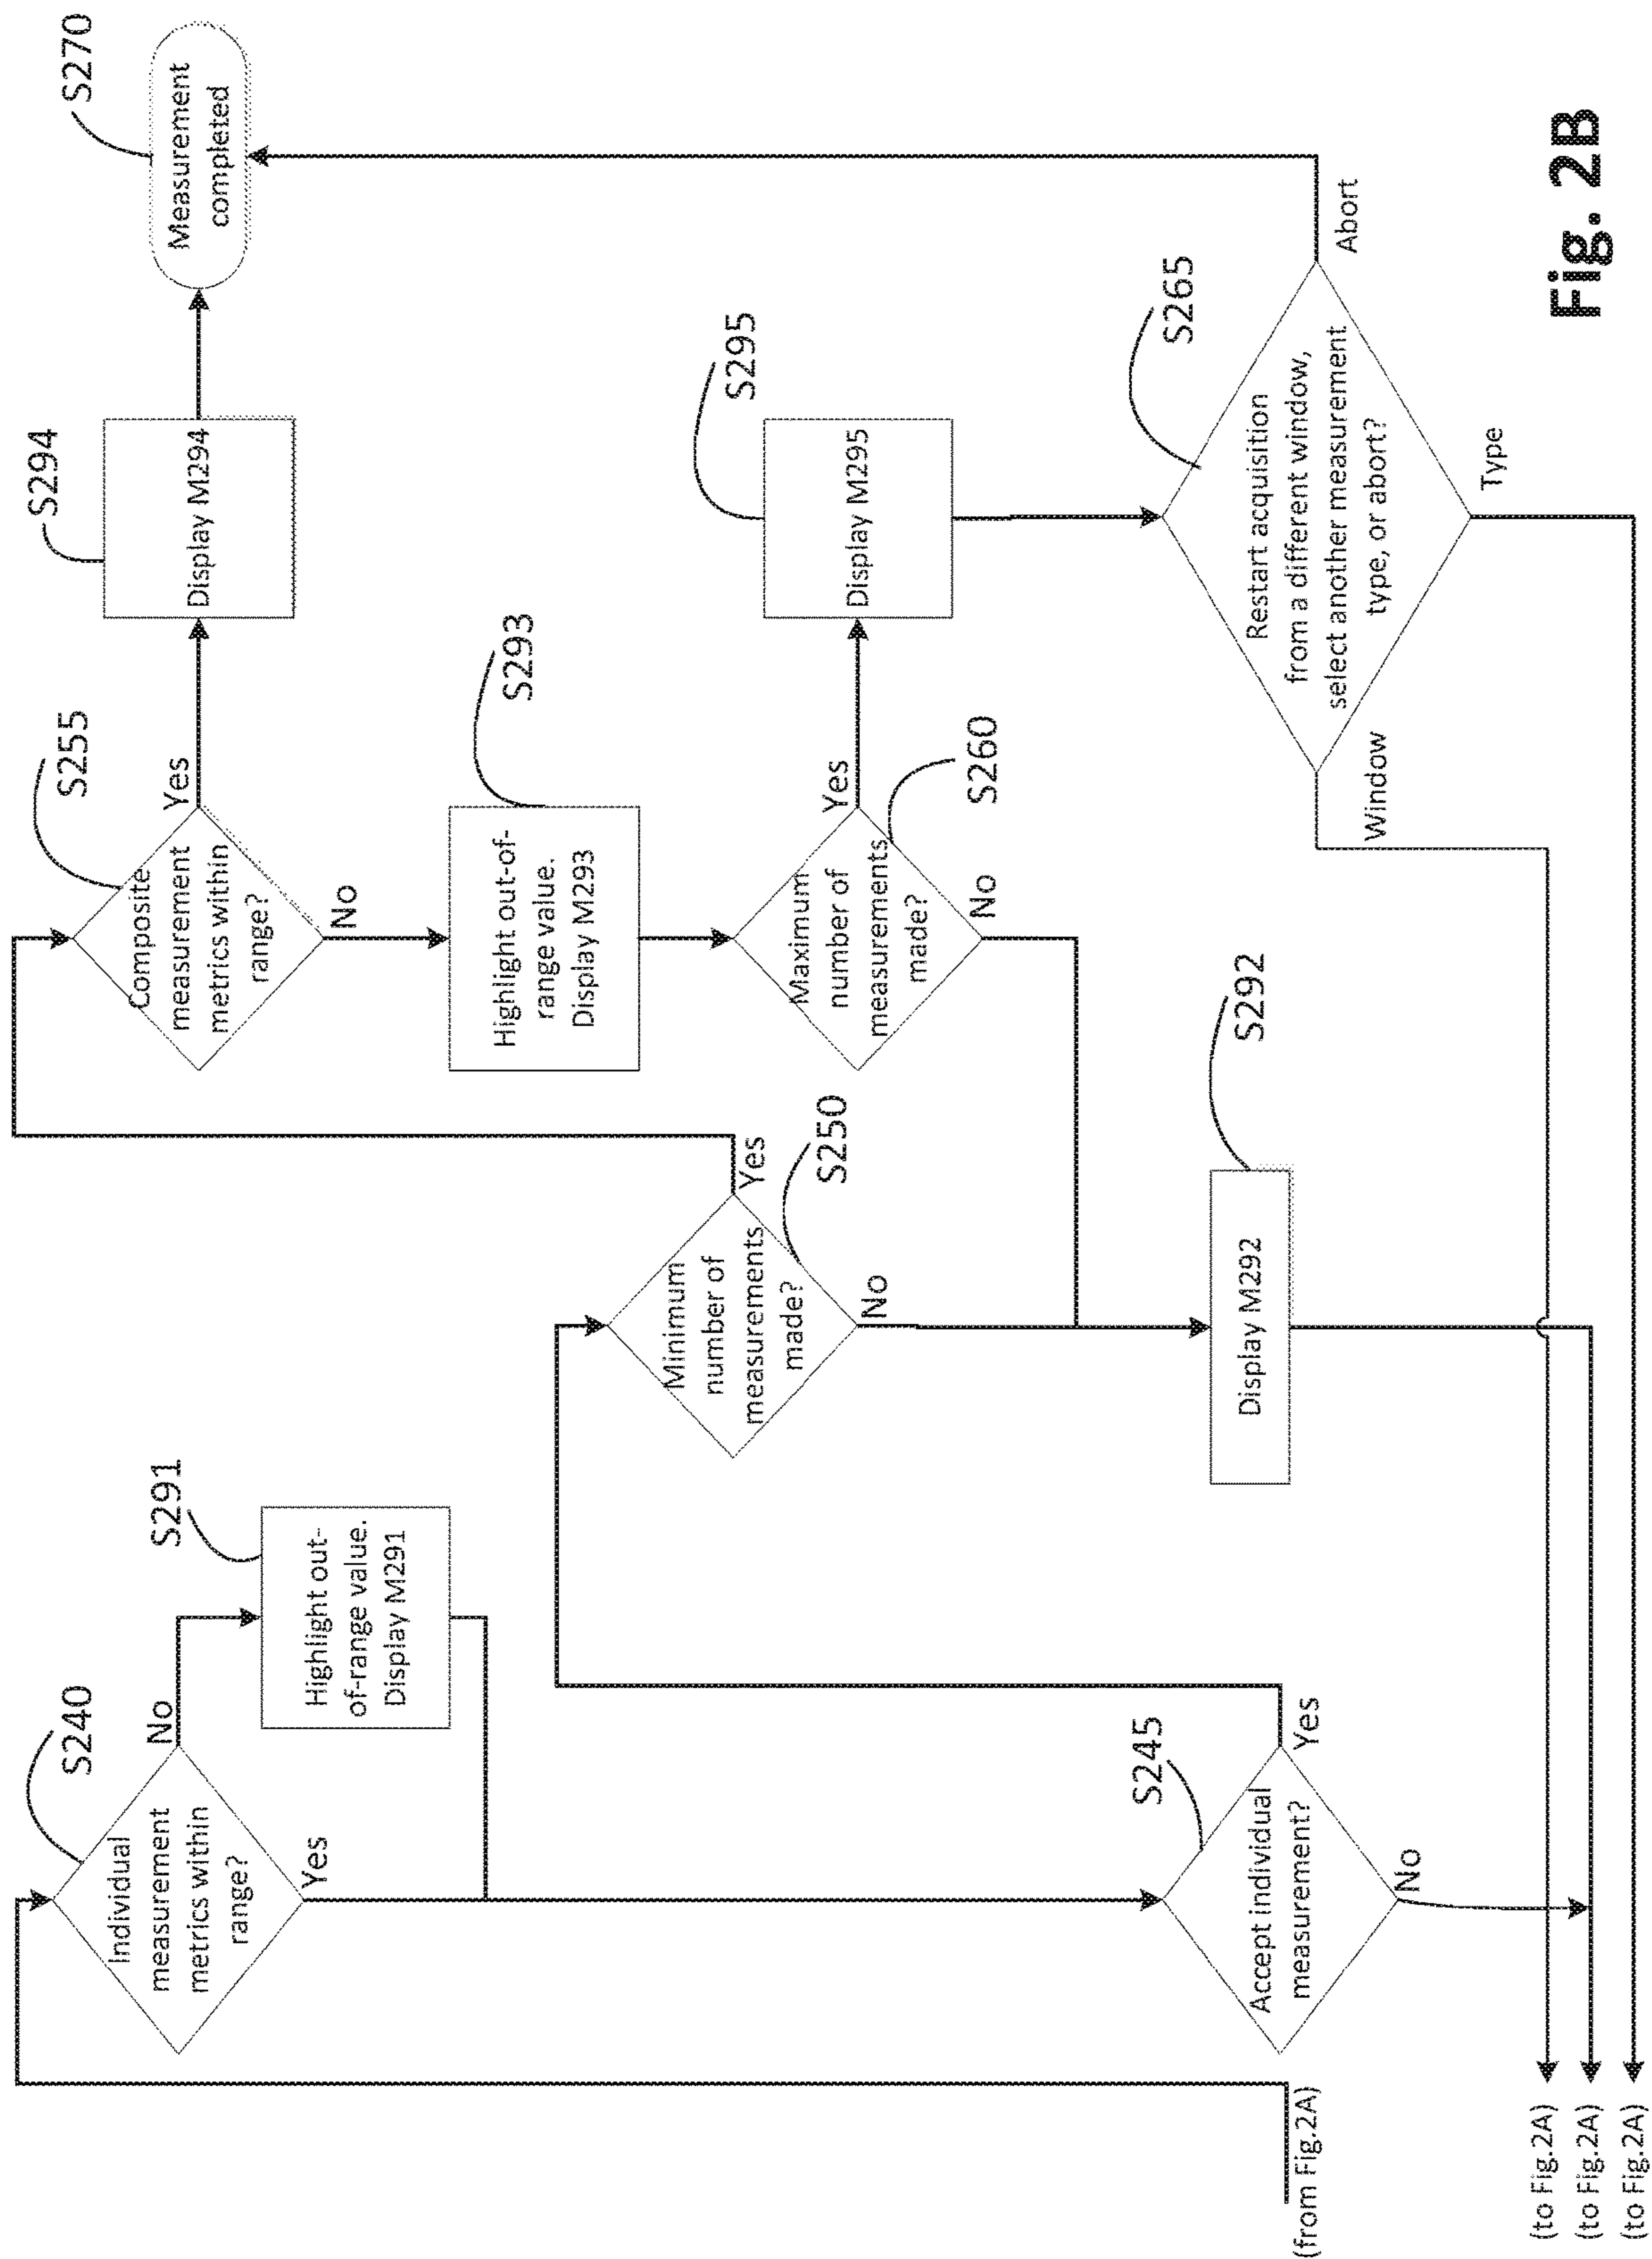 S240
Individual
measurement
metrics within
range?
No
Yes
S291
Highlight out-
of-range value.
Display M291
S245
Accept individual
measurement?
Yes
No
(from Fig.2A)
S250
Minimum
number of
measurements
made?
Yes
No
S292
Display M292
S255
Composite
measurement
metrics within
range?
Yes
No
S293
Highlight out-of-
range value.
Display M293
S260
Maximum
number of
measurements
made?
Yes
No
S294
Display M294
S270
Measurement
completed
S295
Display M295
S265
Restart acquisition
from a different window,
select another measurement
type, or abort?
Window
Abort
Type
(to Fig.2A)
(to Fig.2A)
(to Fig.2A)
Fig. 2B